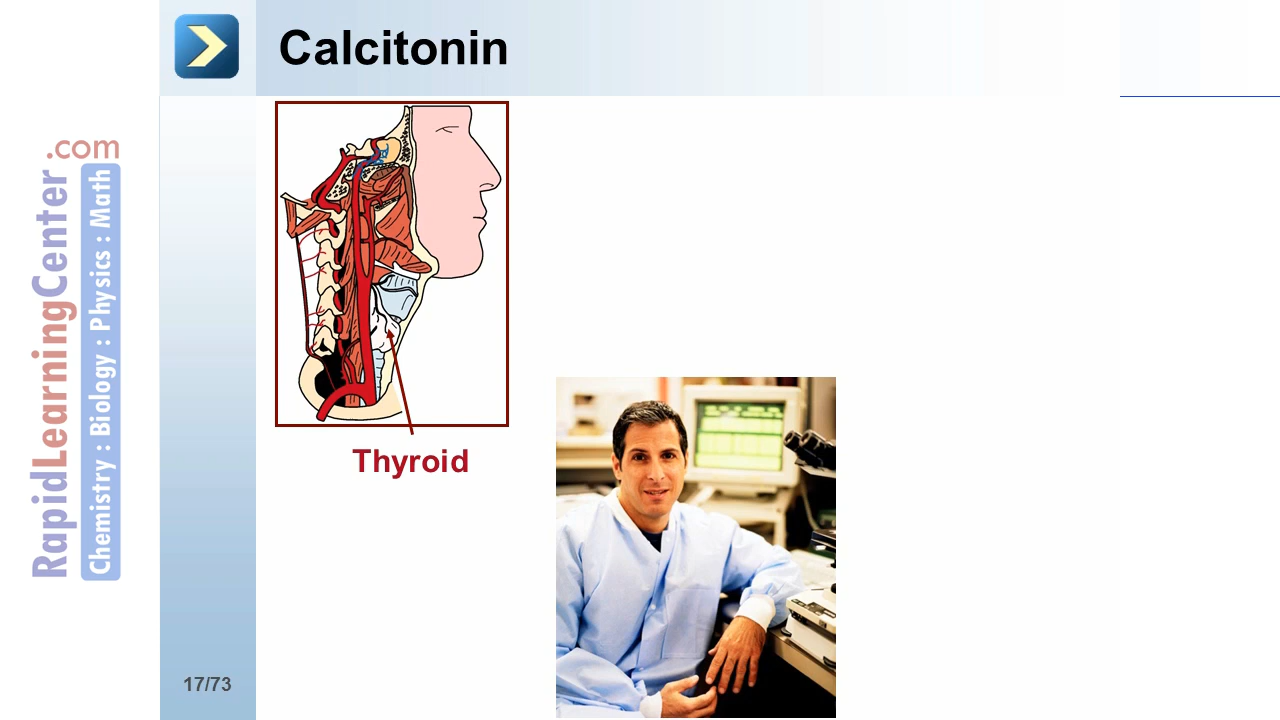 Calcitonin
RapidLearningCenter.com
Chemistry : Biology : Physics : Math
Thyroid
17/73